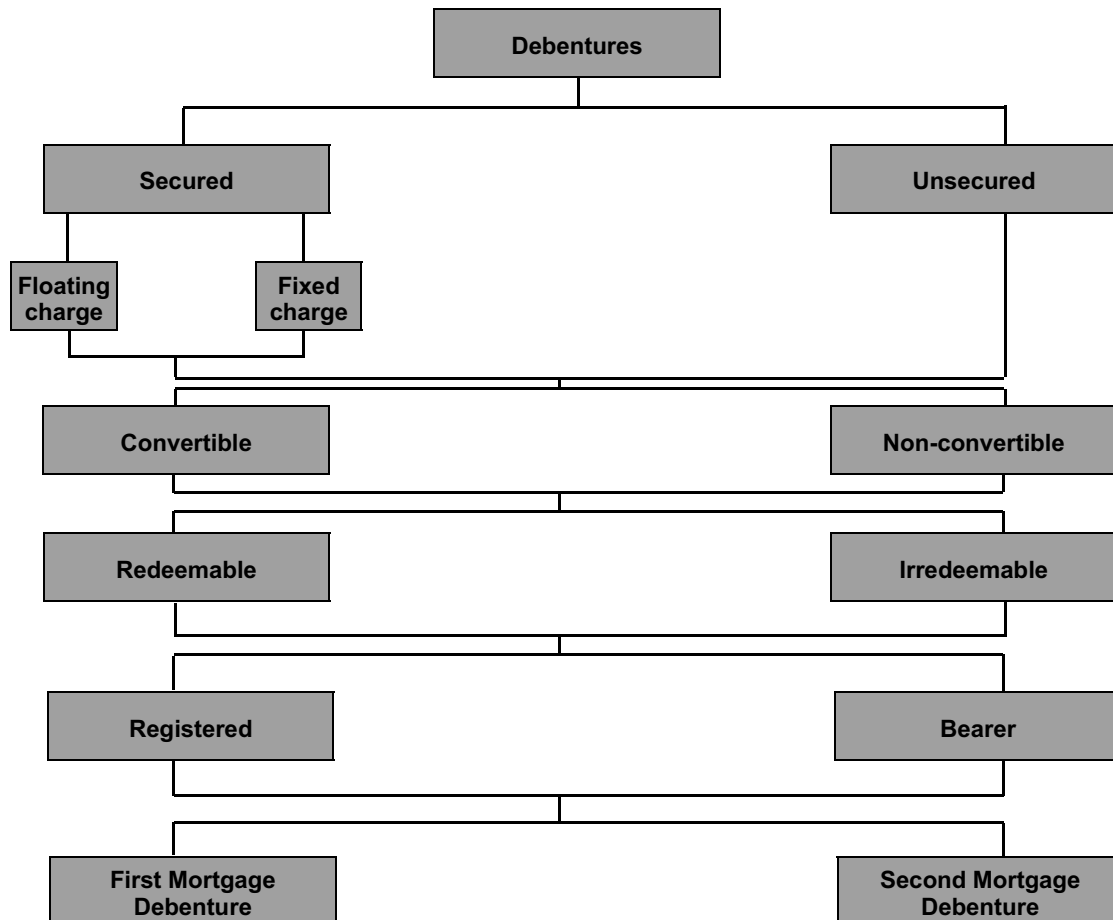 Debentures
Secured
Unsecured
Floating
charge
Fixed
charge
Convertible
Non-convertible
Redeemable
Irredeemable
Registered
Bearer
First Mortgage
Debenture
Second Mortgage
Debenture